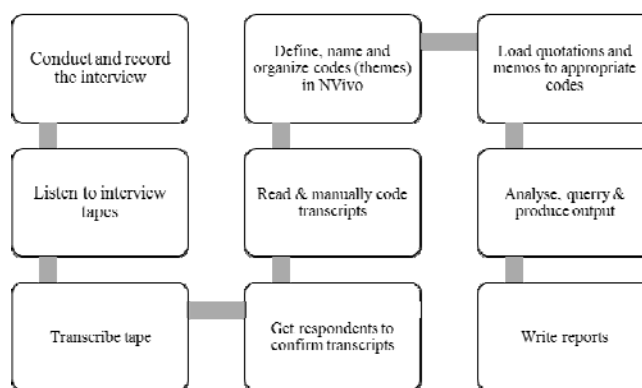 Conduct and record
the interview
Listen to interview
tapes
Transcribe tape
Get respondents to
confirm transcripts
Read & manually code
transcripts
Define, name and
organize codes (themes)
in NVivo
Load quotations and
memos to appropriate
codes
Analyse, querry &
produce output
Write reports